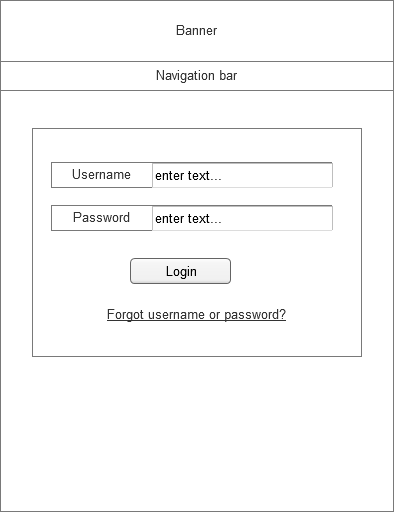 Banner
Navigation bar
Username enter text...
Password enter text...
Login
Forgot username or password?